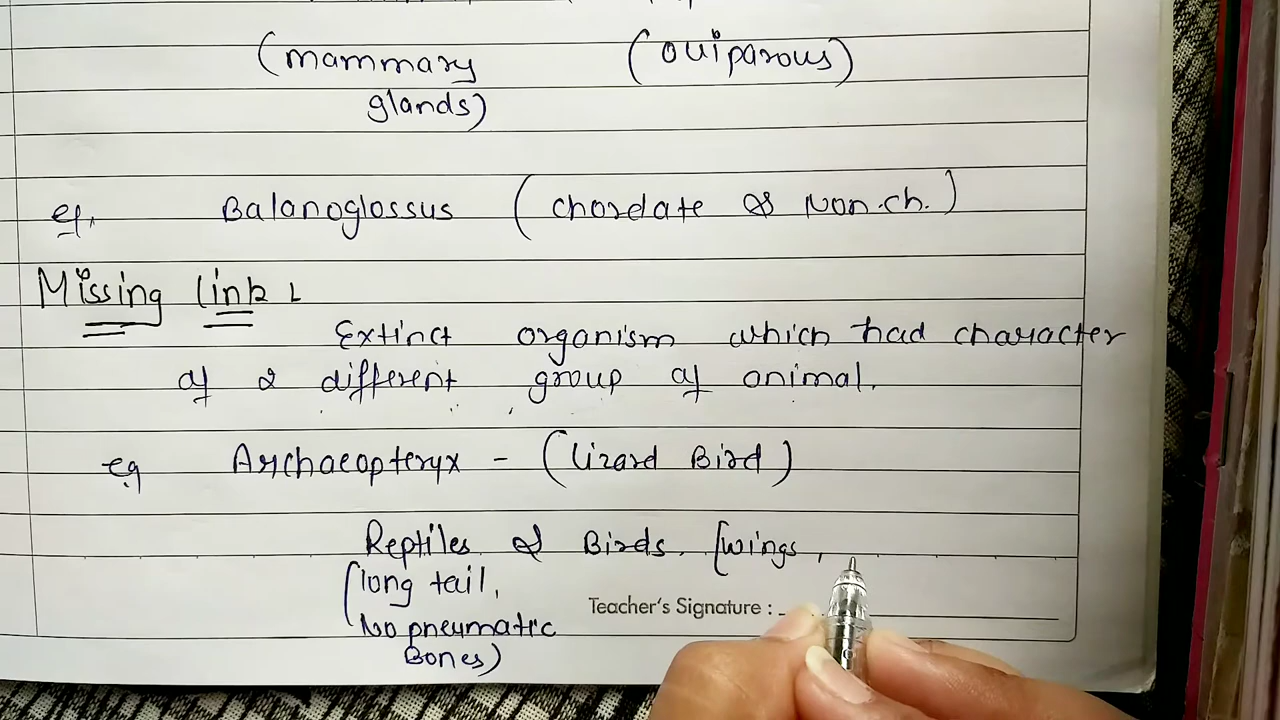 (mammary (oviparous)
glands)
eg. Balanoglossus (chordate & Non.ch.)
Missing link :
Extinct organism which had character
of 2 different group of animal.
eg Archaeopteryx - (lizard Bird)
Reptiles & Birds. [wings,
(long tail,
Teacher's Signature :
No pneumatic
Bones)